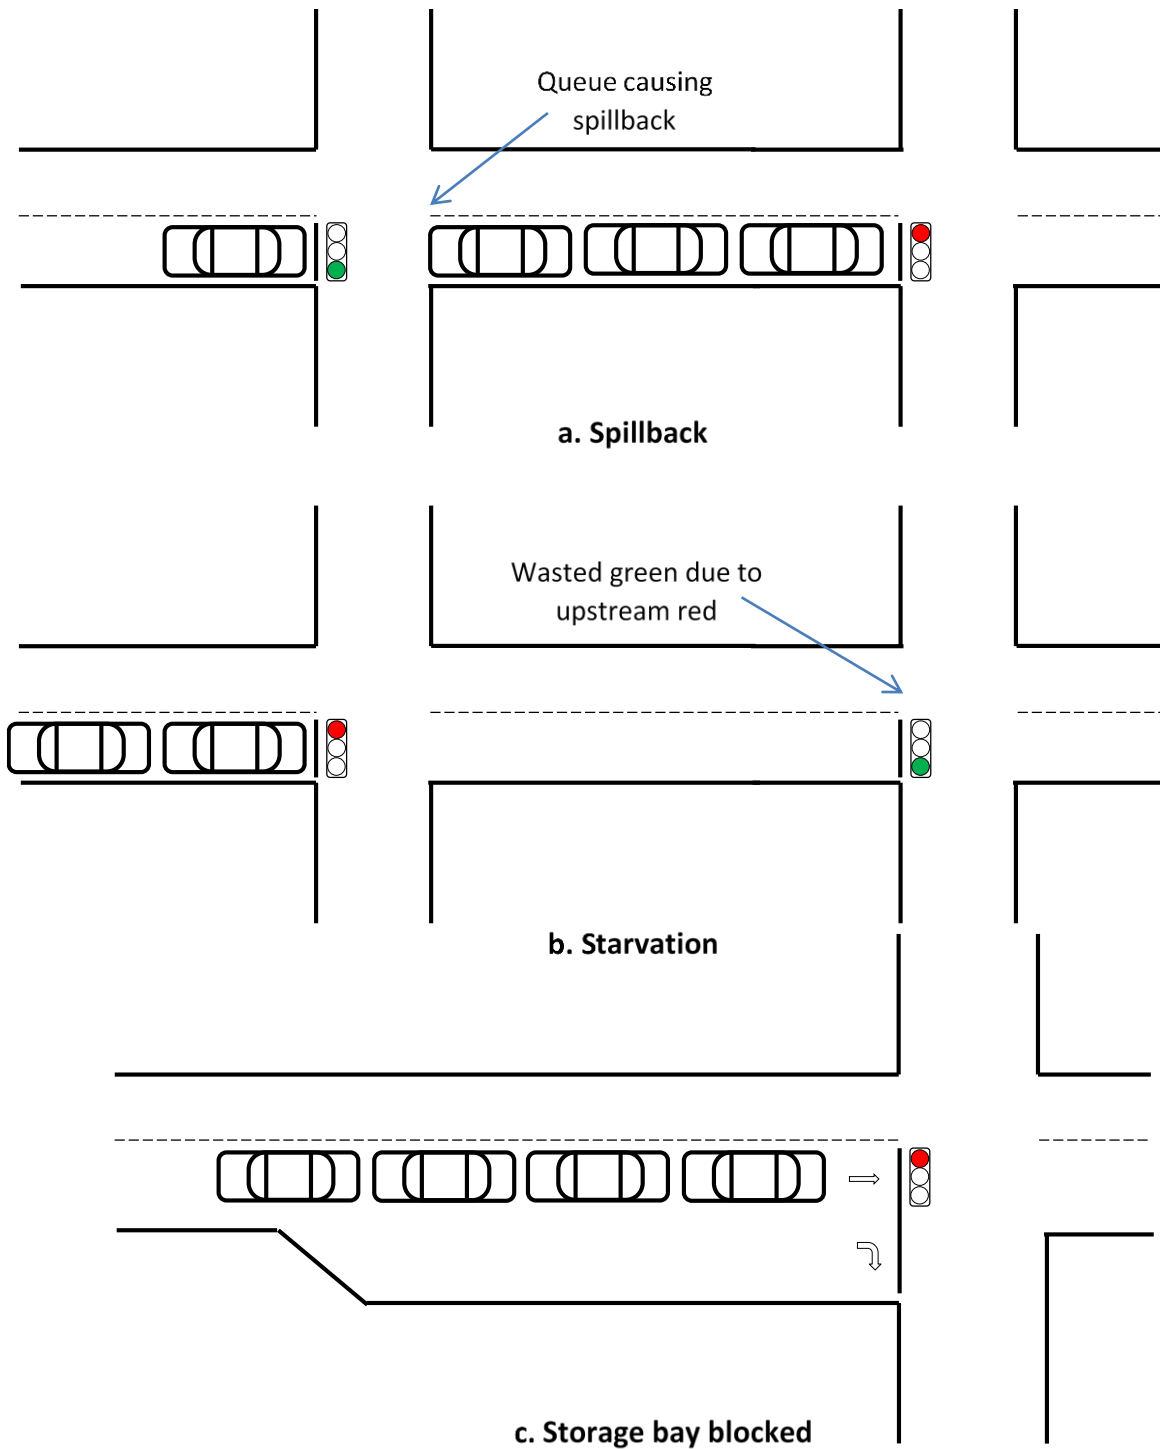 Queue causing
spillback
a. Spillback
Wasted green due to
upstream red
b. Starvation
c. Storage bay blocked